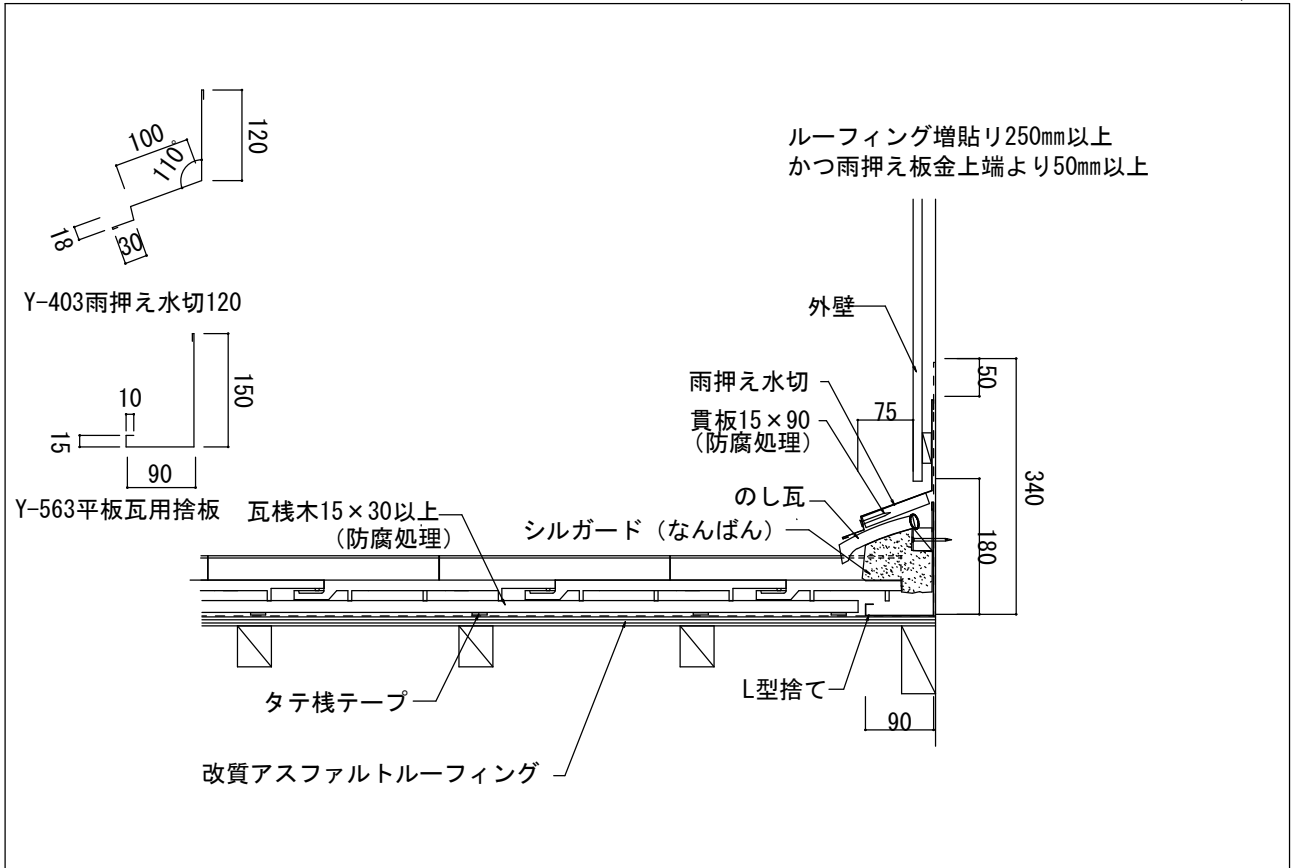 120
100
110°
18
30
Y-403雨押え水切120
150
10
15
90
Y-563平板瓦用捨板
ルーフィング増貼り250mm以上
かつ雨押え板金上端より50mm以上
外壁
雨押え水切
75
50
貫板15×90
(防腐処理)
340
のし瓦
瓦桟木15×30以上
(防腐処理)
シルガード(なんばん)
180
タテ桟テープ
L型捨て
90
改質アスファルトルーフィング